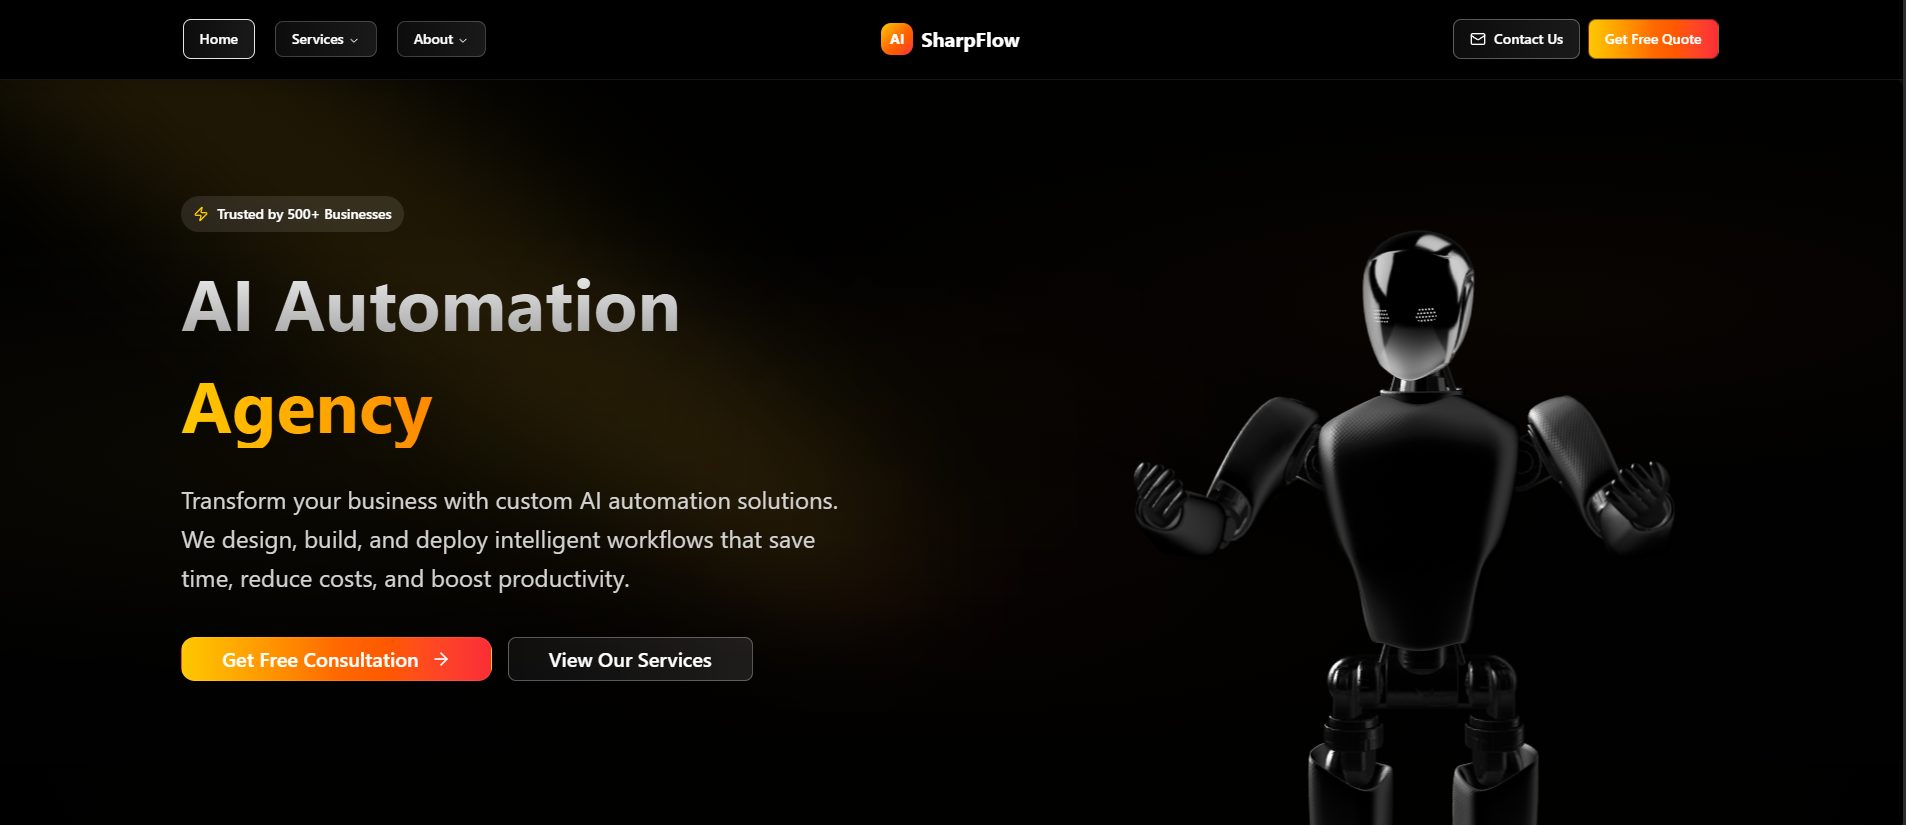 Home
Services
About
AI
SharpFlow
Contact Us
Get Free Quote
Trusted by 500+ Businesses
AI Automation
Agency
Transform your business with custom AI automation solutions.
We design, build, and deploy intelligent workflows that save
time, reduce costs, and boost productivity.
Get Free Consultation
View Our Services